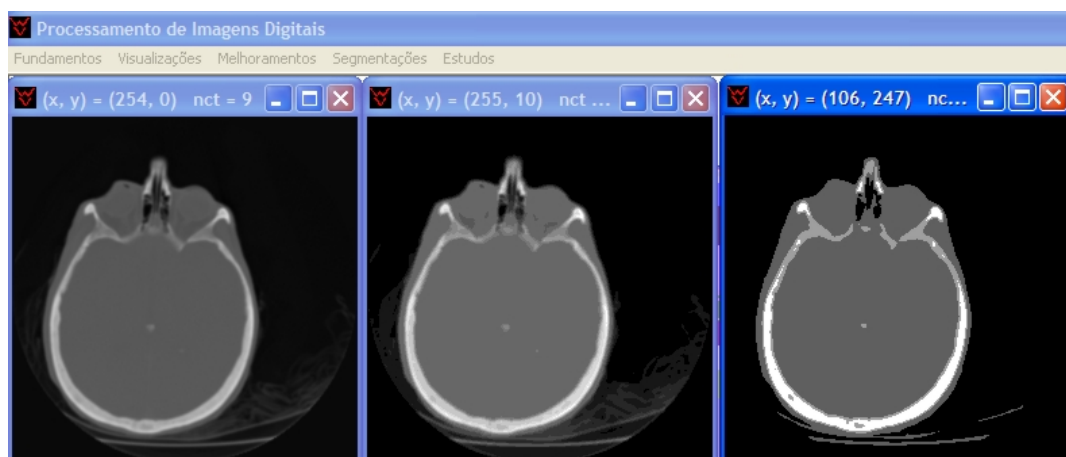 Processamento de Imagens Digitais
Fundamentos Visualizações Melhoramentos Segmentações Estudos
(x, y) = (254, 0) nct = 9
(x, y) = (255, 10) nct ...
(x, y) = (106, 247) nc...